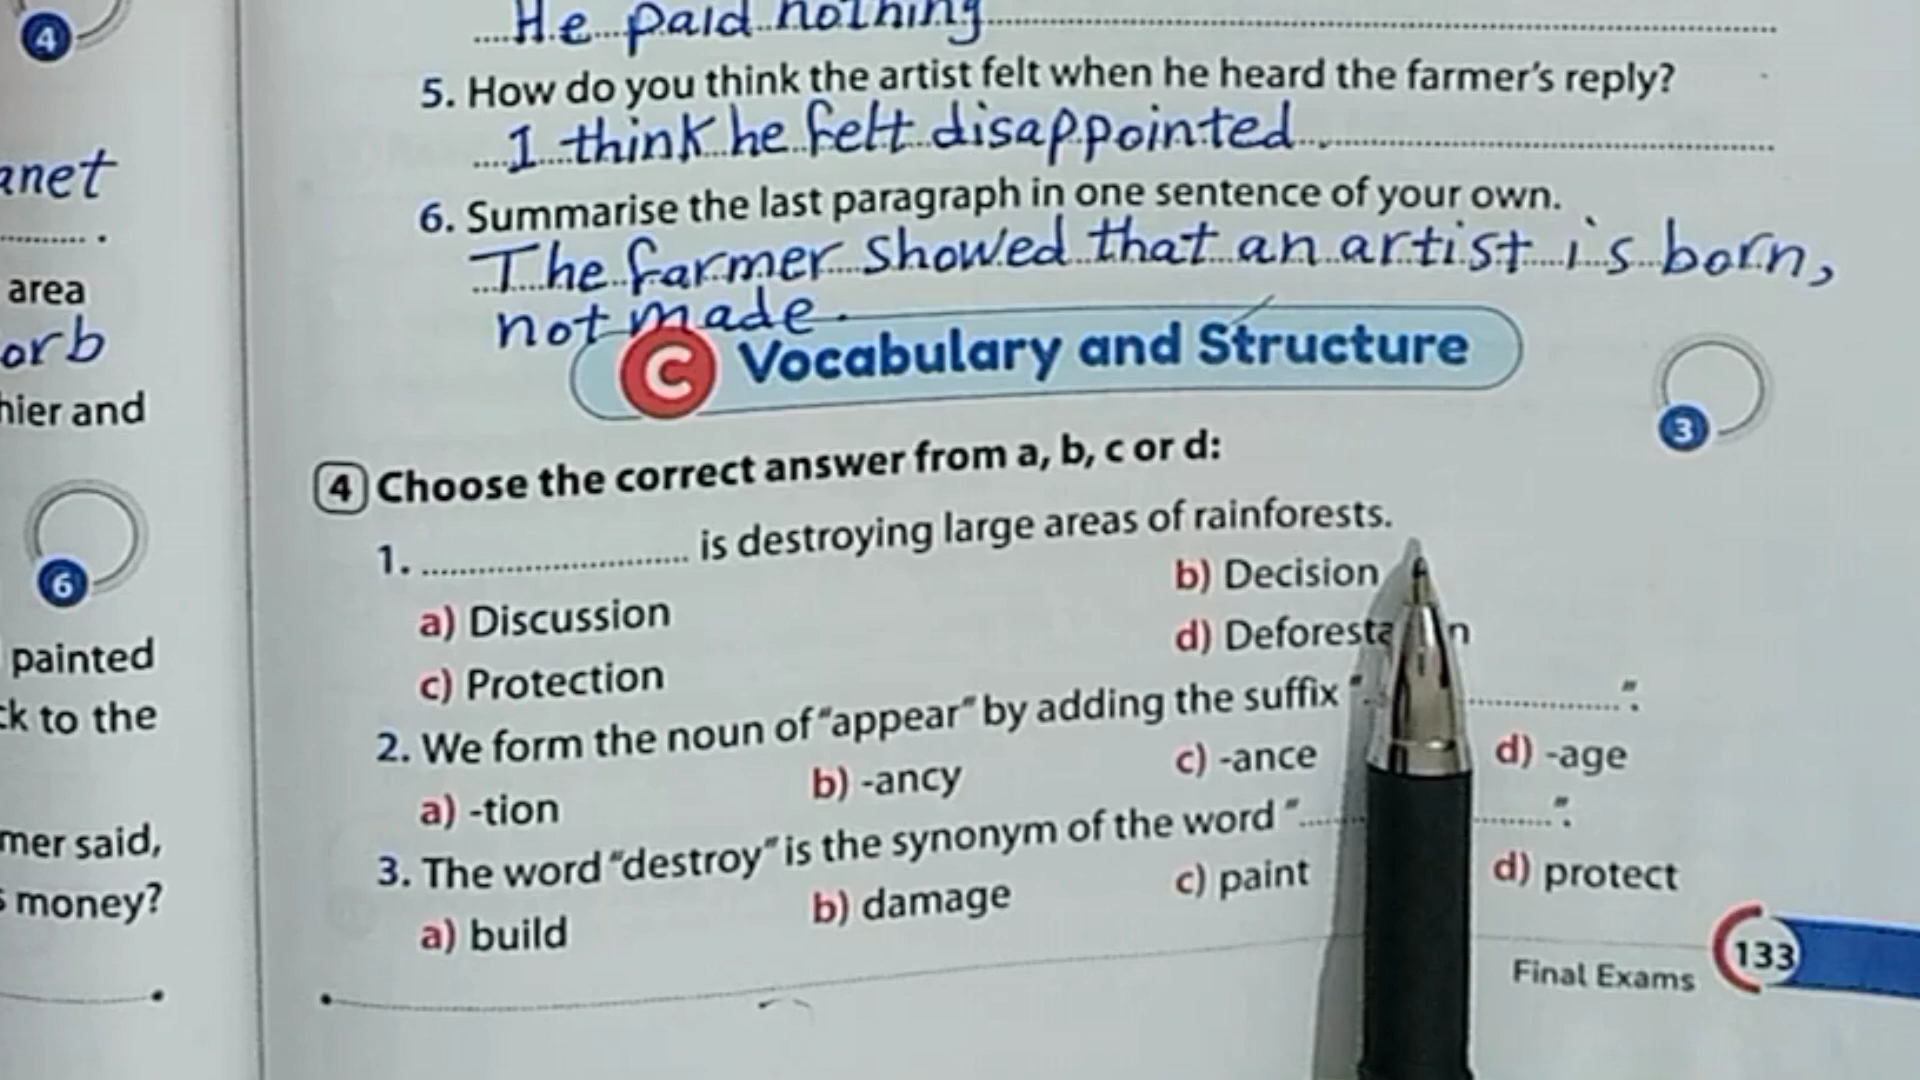 4
anet
area
orb
hier and
6
painted
ck to the
mer said,
s money?
He paid nothing
5. How do you think the artist felt when he heard the farmer's reply?
I think he felt disappointed.
6. Summarise the last paragraph in one sentence of your own.
The farmer showed that an artist is born,
not made.
C Vocabulary and Structure
3
4 Choose the correct answer from a, b, c or d:
1. .......................... is destroying large areas of rainforests.
a) Discussion b) Decision
c) Protection d) Deforesta n
2. We form the noun of "appear" by adding the suffix "..........................".
a) -tion b) -ancy c) -ance d) -age
3. The word "destroy" is the synonym of the word "..........................".
a) build b) damage c) paint d) protect
Final Exams 133